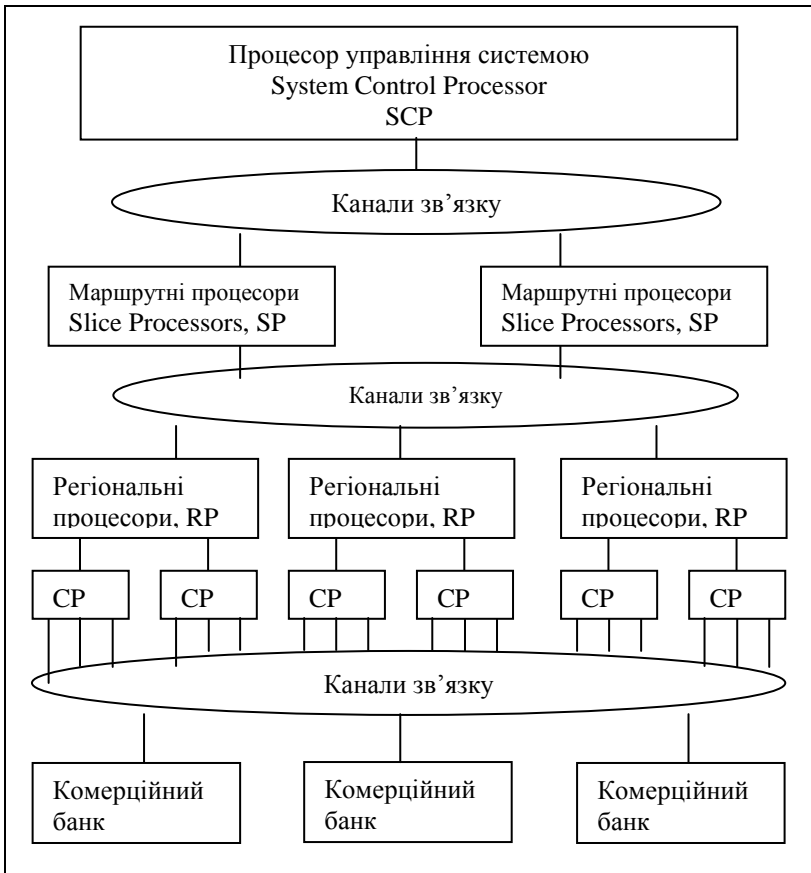 Процесор управління системою
System Control Processor
SCP
Канали зв’язку
Маршрутні процесори
Slice Processors, SP
Маршрутні процесори
Slice Processors, SP
Канали зв’язку
Регіональні
процесори, RP
Регіональні
процесори, RP
Регіональні
процесори, RP
CP
CP
CP
CP
CP
CP
Канали зв’язку
Комерційний
банк
Комерційний
банк
Комерційний
банк